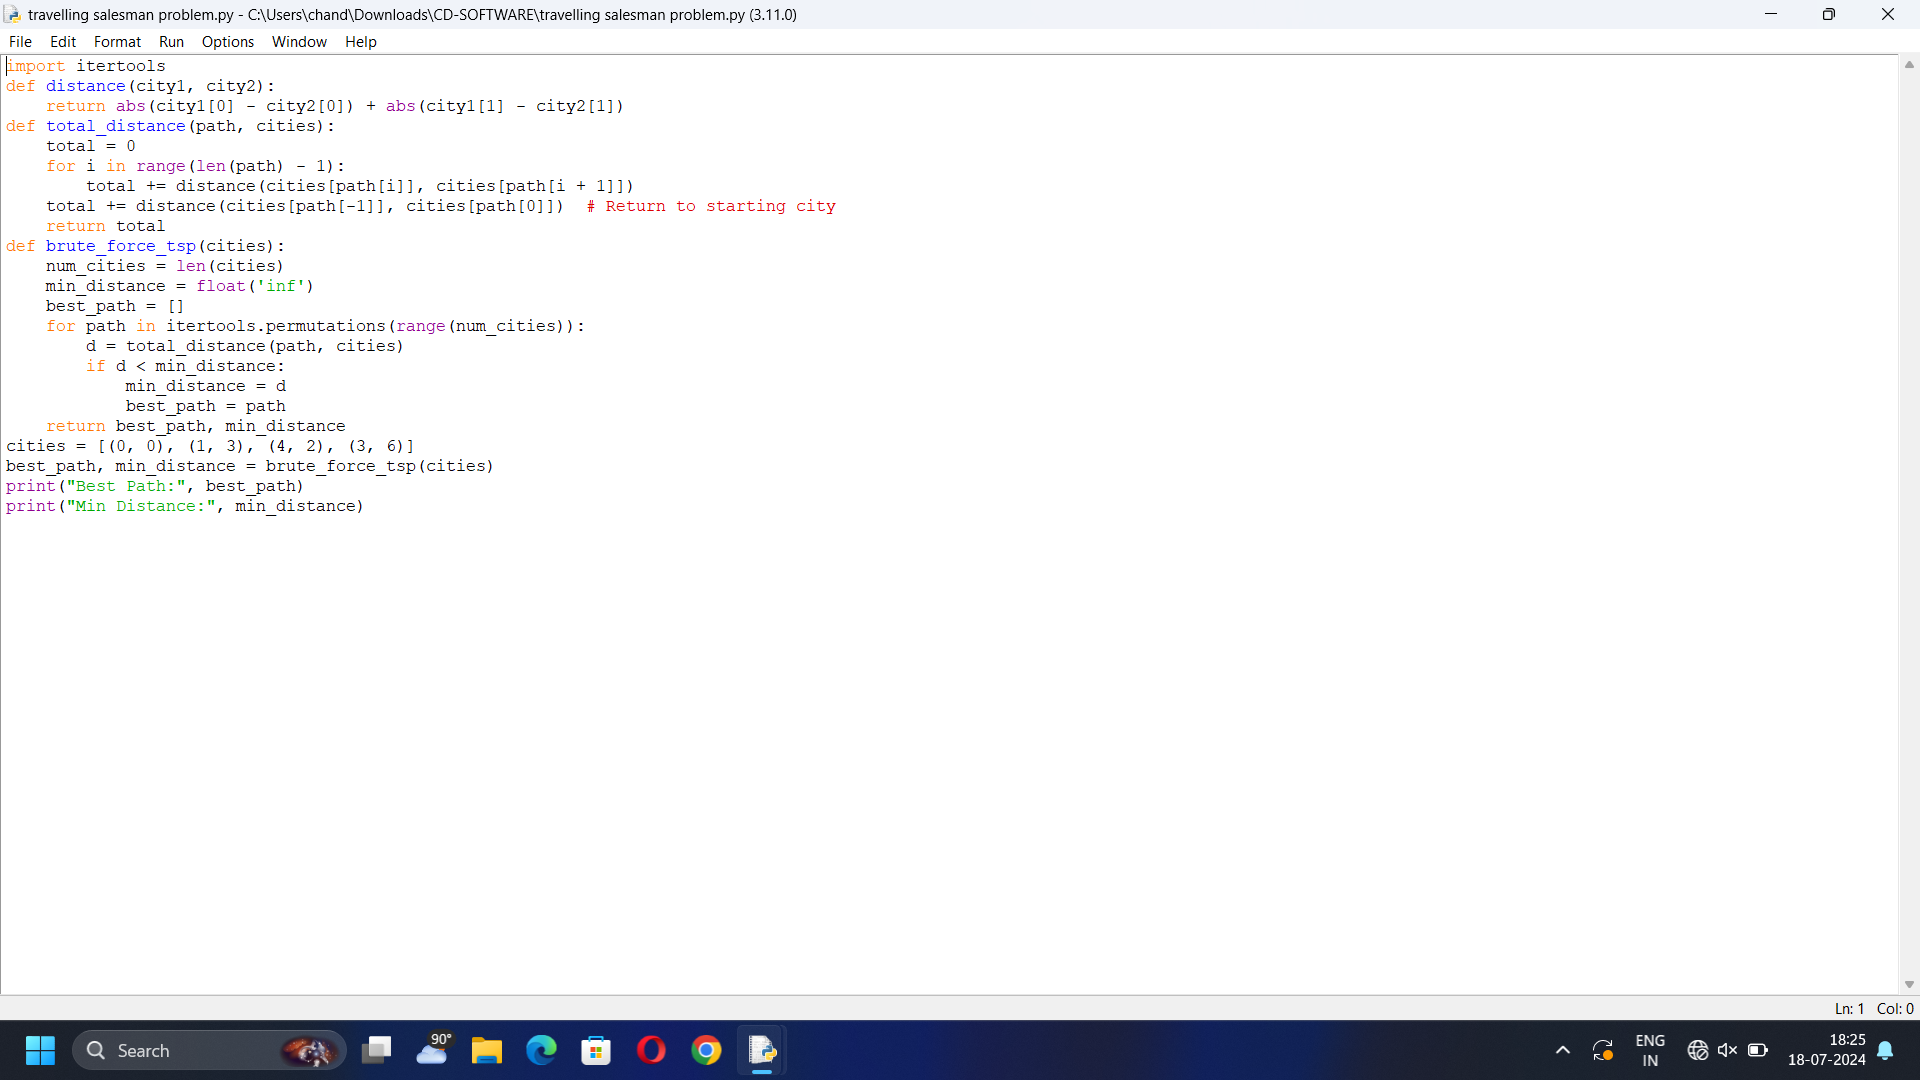 travelling salesman problem.py - C:\Users\chand\Downloads\CD-SOFTWARE\travelling salesman problem.py (3.11.0)
File Edit Format Run Options Window Help
import itertools
def distance(city1, city2):
    return abs(city1[0] - city2[0]) + abs(city1[1] - city2[1])
def total_distance(path, cities):
    total = 0
    for i in range(len(path) - 1):
        total += distance(cities[path[i]], cities[path[i + 1]])
    total += distance(cities[path[-1]], cities[path[0]])  # Return to starting city
    return total
def brute_force_tsp(cities):
    num_cities = len(cities)
    min_distance = float('inf')
    best_path = []
    for path in itertools.permutations(range(num_cities)):
        d = total_distance(path, cities)
        if d < min_distance:
            min_distance = d
            best_path = path
    return best_path, min_distance
cities = [(0, 0), (1, 3), (4, 2), (3, 6)]
best_path, min_distance = brute_force_tsp(cities)
print("Best Path:", best_path)
print("Min Distance:", min_distance)
Ln: 1 Col: 0
Search
90°
ENG
IN
18:25
18-07-2024